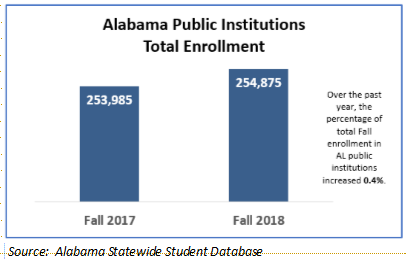 Alabama Public Institutions
Total Enrollment
253,985
254,875
Over the past
year, the
percentage of
total Fall
enrollment in
AL public
institutions
increased 0.4%.
Fall 2017
Fall 2018
Source: Alabama Statewide Student Database